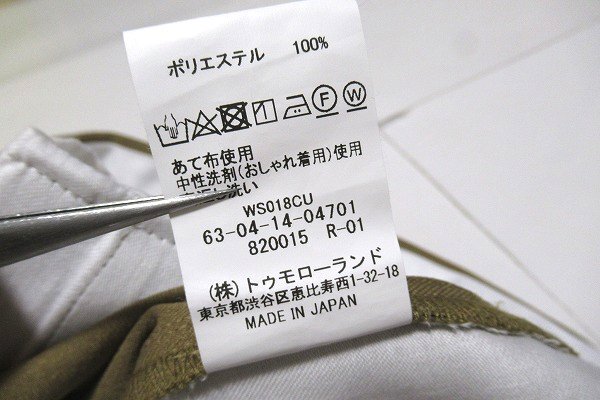 ポリエステル 100%
F W
あて布使用
中性洗剤(おしゃれ着用)使用
洗い
WS018CU
63-04-14-04701
820015 R-01
(株)トゥモローランド
東京都渋谷区恵比寿西1-32-18
MADE IN JAPAN